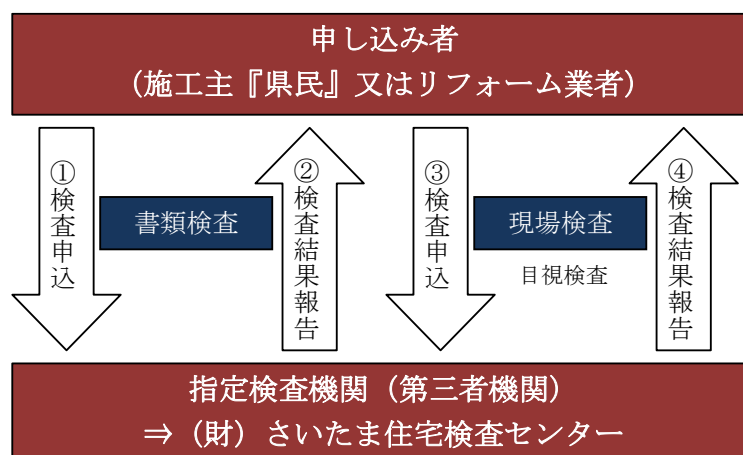 申し込み者
（施工主『県民』又はリフォーム業者）
①検査申込
書類検査
②検査結果報告
③検査申込
現場検査
目視検査
④検査結果報告
指定検査機関（第三者機関）
⇒（財）さいたま住宅検査センター